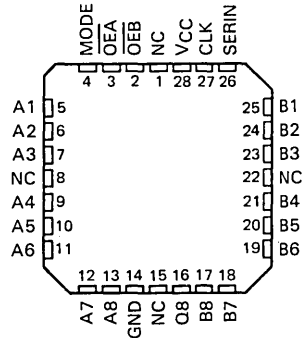 MODE OEA OEB NC VCC CLK SERIN
4 3 2 1 28 27 26
A1 5 25 B1
A2 6 24 B2
A3 7 23 B3
NC 8 22 NC
A4 9 21 B4
A5 10 20 B5
A6 11 19 B6
12 13 14 15 16 17 18
A7 A8 GND NC Q8 B8 B7